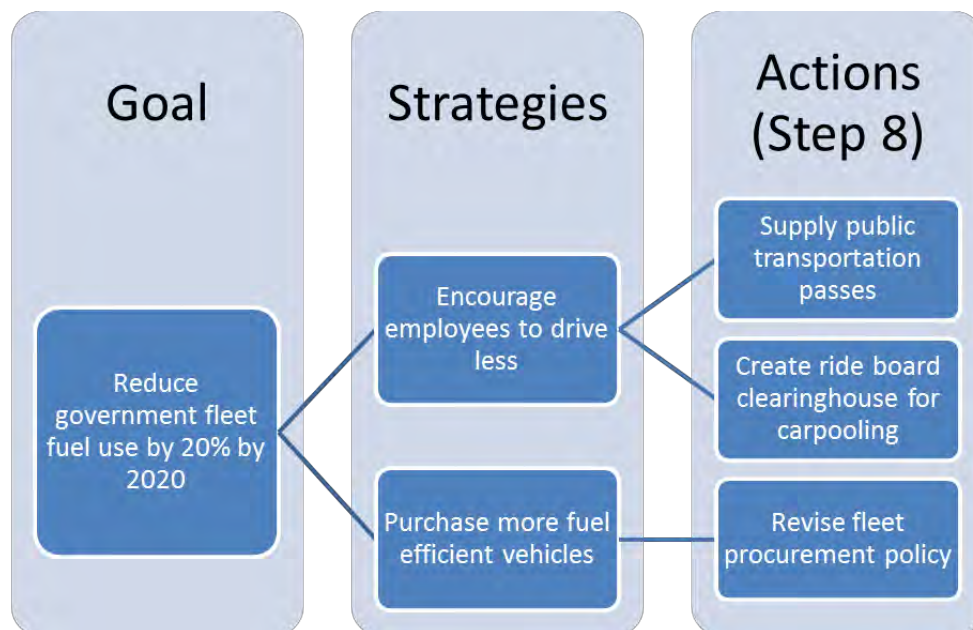 Goal
Reduce
government fleet
fuel use by 20% by
2020
Strategies
Encourage
employees to drive
less
Purchase more fuel
efficient vehicles
Actions
(Step 8)
Supply public
transportation
passes
Create ride board
clearinghouse for
carpooling
Revise fleet
procurement policy